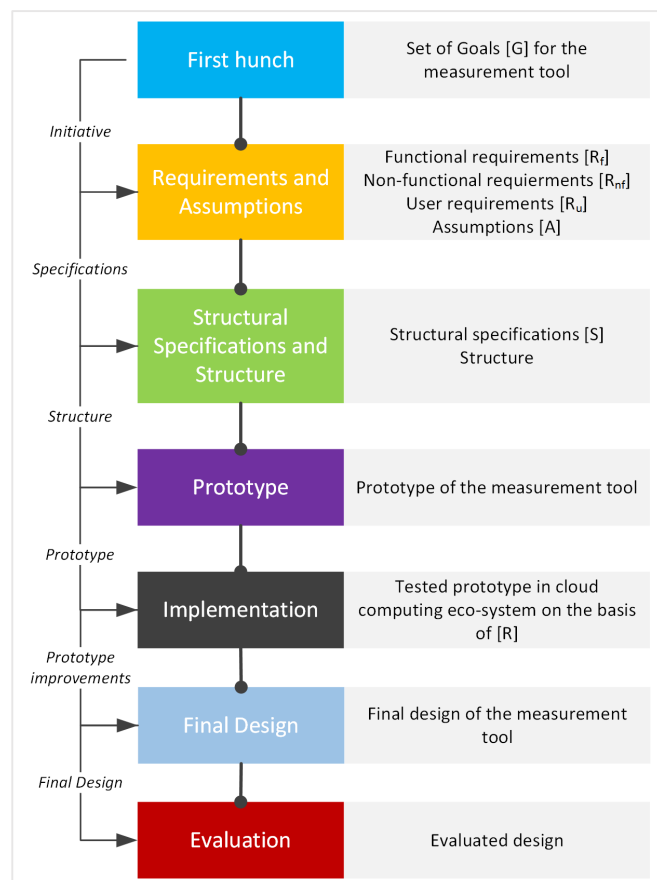 First hunch
Set of Goals [G] for the
measurement tool
Initiative
Requirements and
Assumptions
Functional requirements [Rf]
Non-functional requierments [Rnf]
User requirements [Ru]
Assumptions [A]
Specifications
Structural
Specifications and
Structure
Structural specifications [S]
Structure
Structure
Prototype
Prototype of the measurement tool
Prototype
Implementation
Tested prototype in cloud
computing eco-system on the basis
of [R]
Prototype
improvements
Final Design
Final design of the measurement
tool
Final Design
Evaluation
Evaluated design